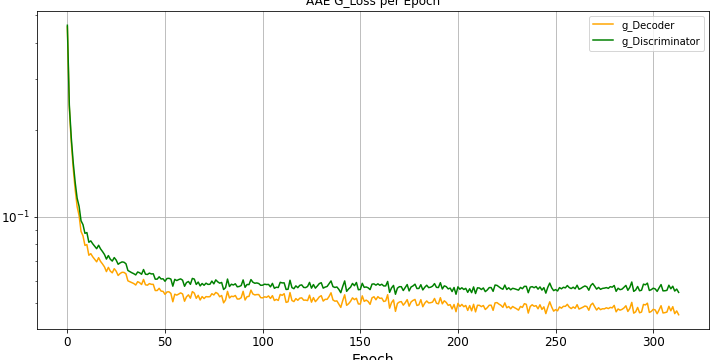 AAE G_Loss per Epoch
g_Decoder
g_Discriminator
10⁻¹
0 50 100 150 200 250 300
Epoch